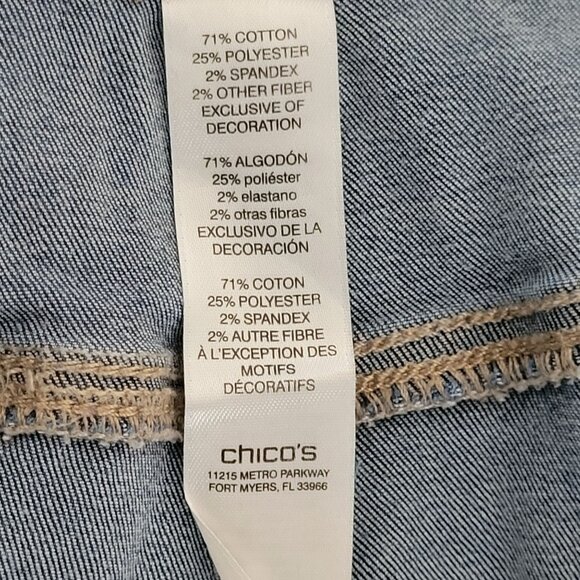 71% COTTON
25% POLYESTER
2% SPANDEX
2% OTHER FIBER
EXCLUSIVE OF
DECORATION
71% ALGODÓN
25% poliéster
2% elastano
2% otras fibras
EXCLUSIVO DE LA
DECORACIÓN
71% COTON
25% POLYESTER
2% SPANDEX
2% AUTRE FIBRE
À L'EXCEPTION DES
MOTIFS
DÉCORATIFS
chico's
11215 METRO PARKWAY
FORT MYERS, FL 33966